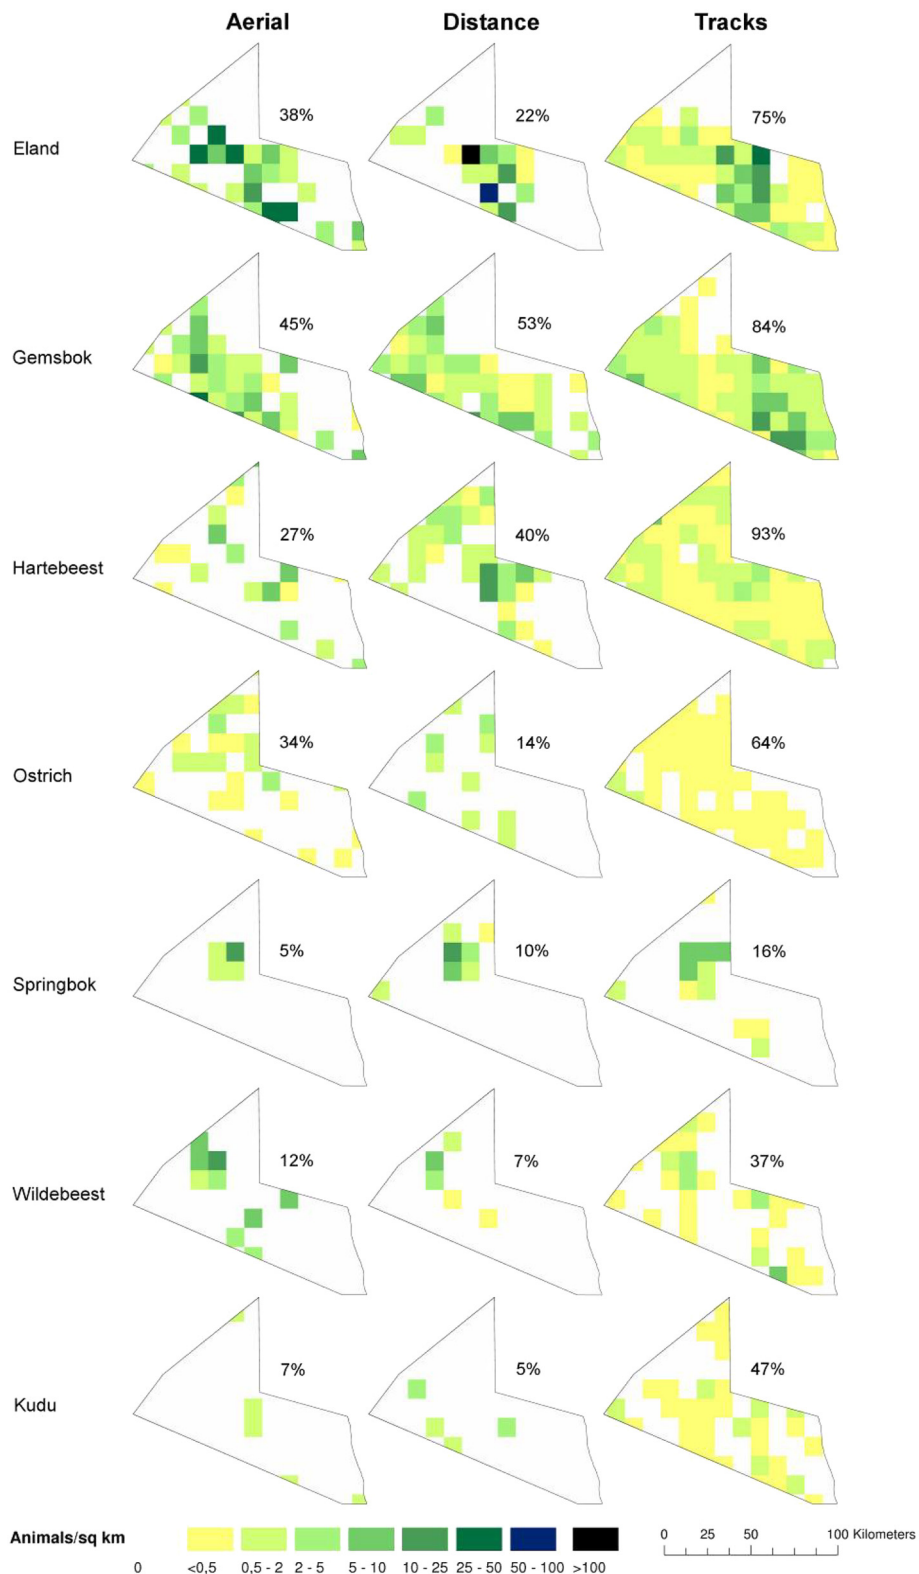 Aerial Distance Tracks
Eland 38% 22% 75%
Gemsbok 45% 53% 84%
Hartebeest 27% 40% 93%
Ostrich 34% 14% 64%
Springbok 5% 10% 16%
Wildebeest 12% 7% 37%
Kudu 7% 5% 47%
Animals/sq km
0 <0,5 0,5 - 2 2 - 5 5 - 10 10 - 25 25 - 50 50 - 100 >100
0 25 50 100 Kilometers